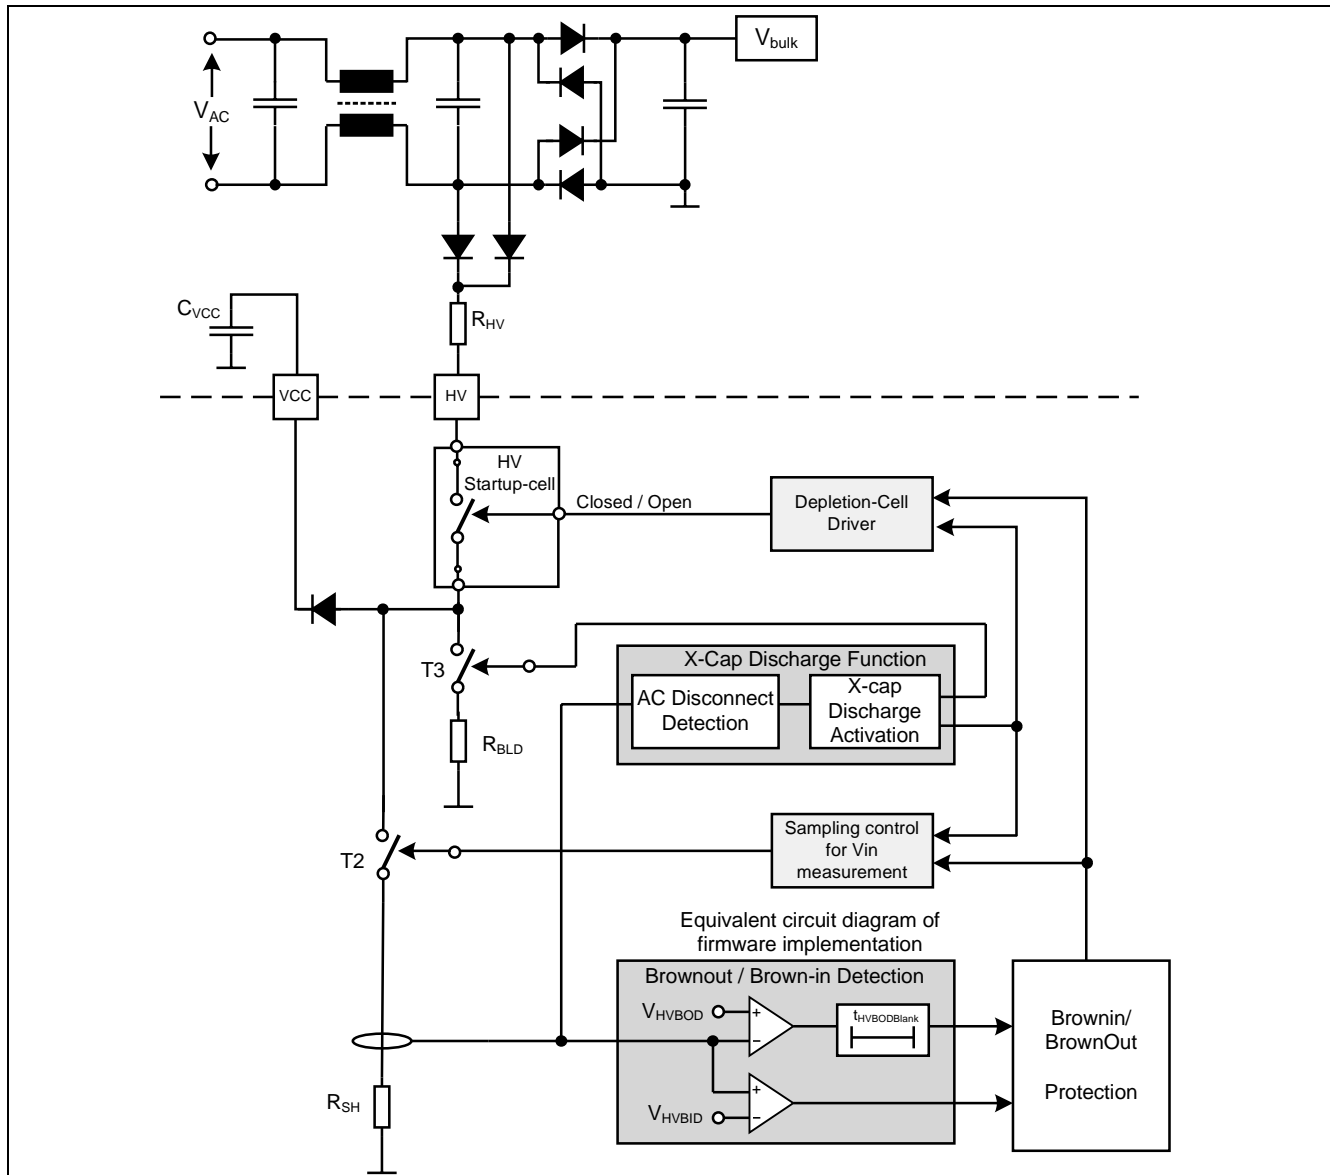 V_bulk
V_AC
C_VCC
R_HV
VCC
HV
HV
Startup-cell
Closed / Open
Depletion-Cell
Driver
T3
X-Cap Discharge Function
AC Disconnect
Detection
X-cap
Discharge
Activation
R_BLD
T2
Sampling control
for Vin
measurement
Equivalent circuit diagram of
firmware implementation
Brownout / Brown-in Detection
V_HVBOD
+
−
t_HVBODBlank
Brownin/
BrownOut
Protection
R_SH
V_HVBID
+
−